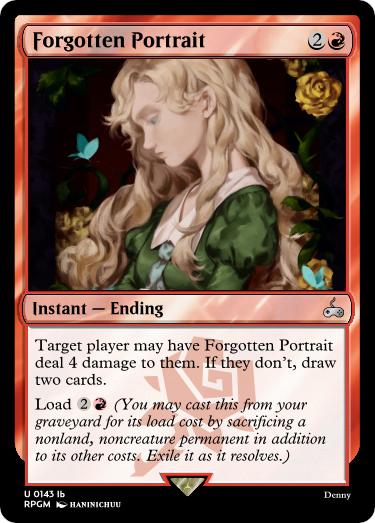 Forgotten Portrait 2
Instant — Ending
Target player may have Forgotten Portrait
deal 4 damage to them. If they don't, draw
two cards.
Load 2 (You may cast this from your
graveyard for its load cost by sacrificing a
nonland, noncreature permanent in addition
to its other costs. Exile it as it resolves.)
U 0143 lb
RPGM HANINICHUU Denny